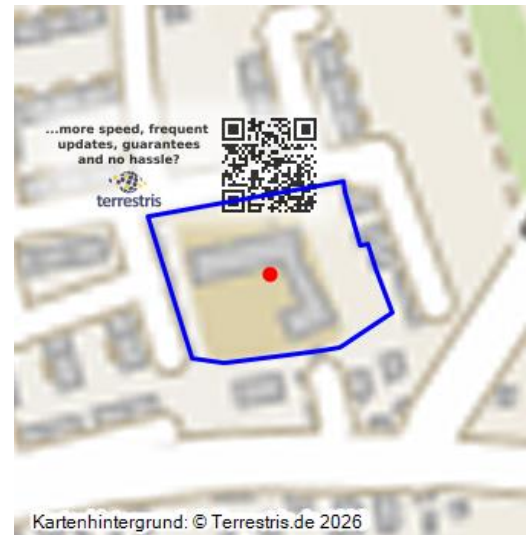 ...more speed, frequent
updates, guarantees
and no hassle?
terrestris
Kartenhintergrund: © Terrestris.de 2026